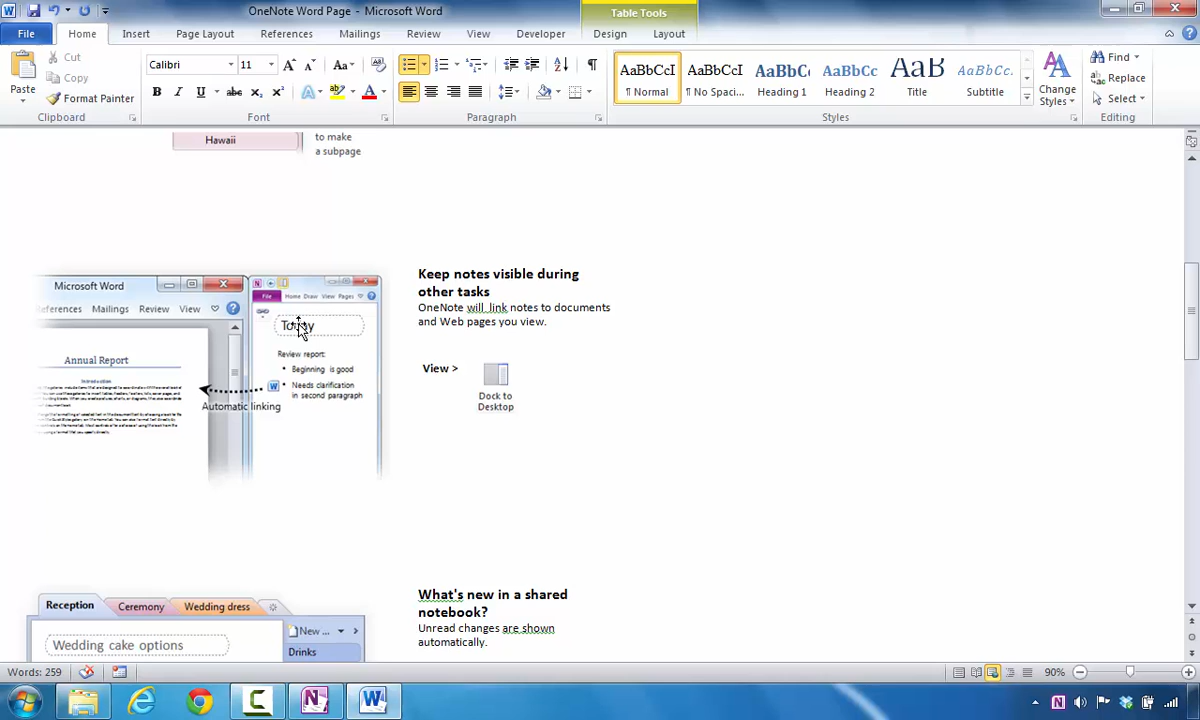 OneNote Word Page - Microsoft Word
Table Tools
File Home Insert Page Layout References Mailings Review View Developer Design Layout
Paste
Cut
Copy
Format Painter
Clipboard
Calibri 11
Font
Paragraph
AaBbCcI AaBbCcI AaBbCc AaBbCc AaB AaBbCc.
¶ Normal ¶ No Spaci... Heading 1 Heading 2 Title Subtitle
Change
Styles
Styles
Find
Replace
Select
Editing
Hawaii
to make
a subpage
Microsoft Word
eferences Mailings Review View
File Home Insert Draw View Pages
Annual Report
Introduction
Today
Review report:
• Beginning is good
• Needs clarification
in second paragraph
Automatic linking
Keep notes visible during
other tasks
OneNote will link notes to documents
and Web pages you view.
View >
Dock to
Desktop
Reception Ceremony Wedding dress
Wedding cake options
New ...
Drinks
What's new in a shared
notebook?
Unread changes are shown
automatically.
Words: 259
90%